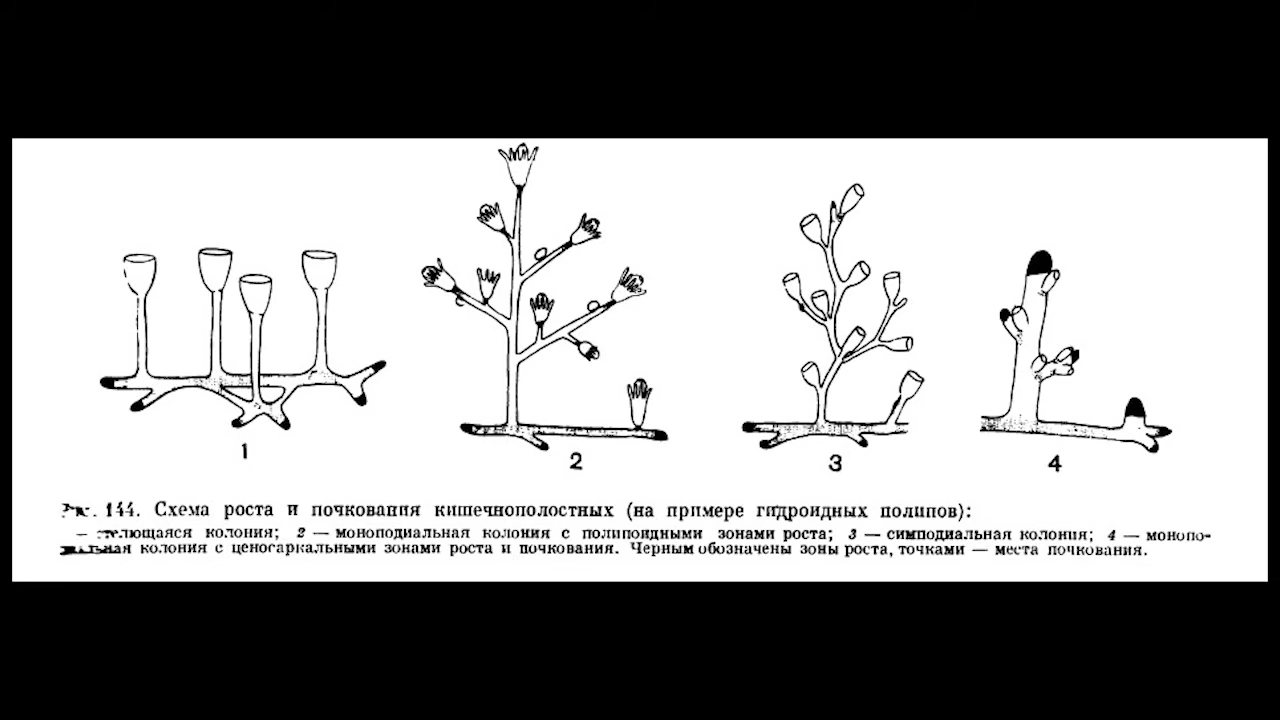 1
2
3
4
144. Схема роста и почкования кишечнополостных (на примере гидроидных полипов):
колония; 2 — моноподиальная колония с полипоидными зонами роста; 3 — симподиальная колония; 4 — монопо-
колония с ценосаркальными зонами роста и почкования. Черным обозначены зоны роста, точками — места почкования.